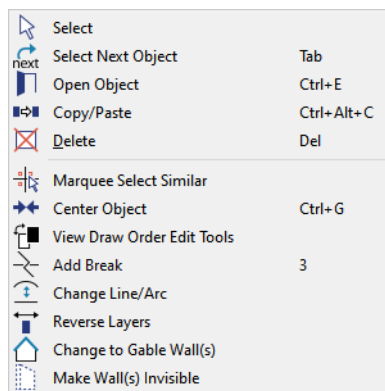 Select
next Select Next Object Tab
Open Object Ctrl+E
Copy/Paste Ctrl+Alt+C
Delete Del
Marquee Select Similar
Center Object Ctrl+G
View Draw Order Edit Tools
Add Break 3
Change Line/Arc
Reverse Layers
Change to Gable Wall(s)
Make Wall(s) Invisible